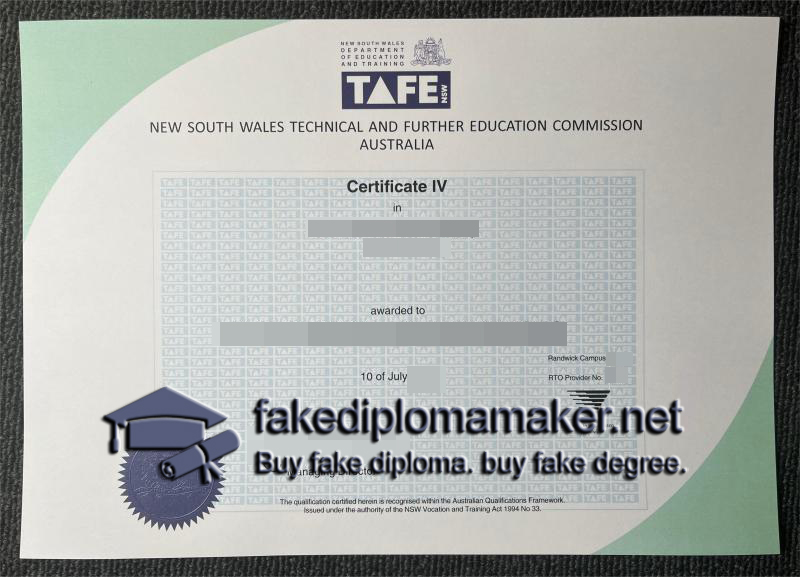 NEW SOUTH WALES
DEPARTMENT
OF EDUCATION
AND TRAINING
TAFE NSW
NEW SOUTH WALES TECHNICAL AND FURTHER EDUCATION COMMISSION
AUSTRALIA
Certificate IV
in
awarded to
Randwick Campus
10 of July
RTO Provider No.
fakediplomamaker.net
Buy fake diploma. buy fake degree.
Managing Director
The qualification certified herein is recognised within the Australian Qualifications Framework.
Issued under the authority of the NSW Vocation and Training Act 1994 No 33.